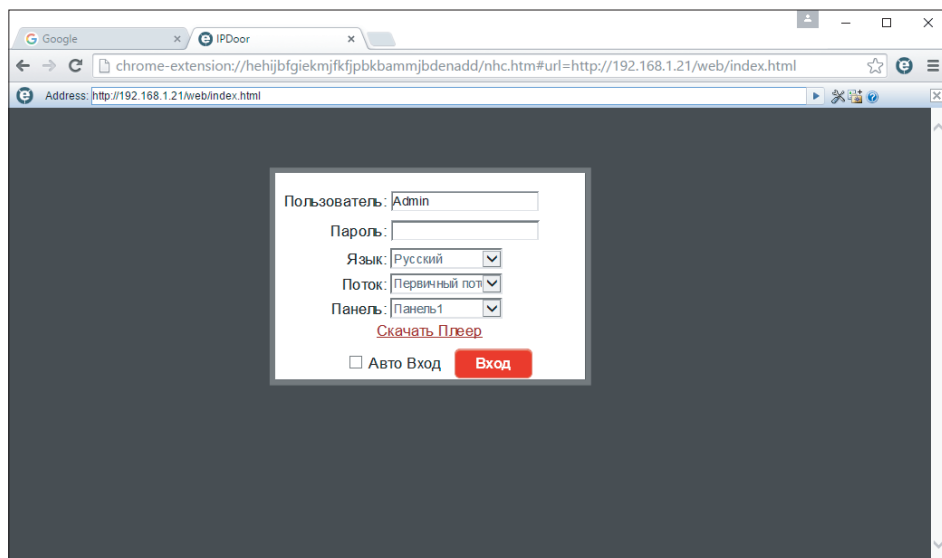 Google
IPDoor
chrome-extension://hehijbfgiekmjfkfjpbkbammjbdenadd/nhc.htm#url=http://192.168.1.21/web/index.html
Address: http://192.168.1.21/web/index.html
Пользователь: Admin
Пароль:
Язык: Русский
Поток: Первичный пот
Панель: Панель1
Скачать Плеер
Авто Вход Вход